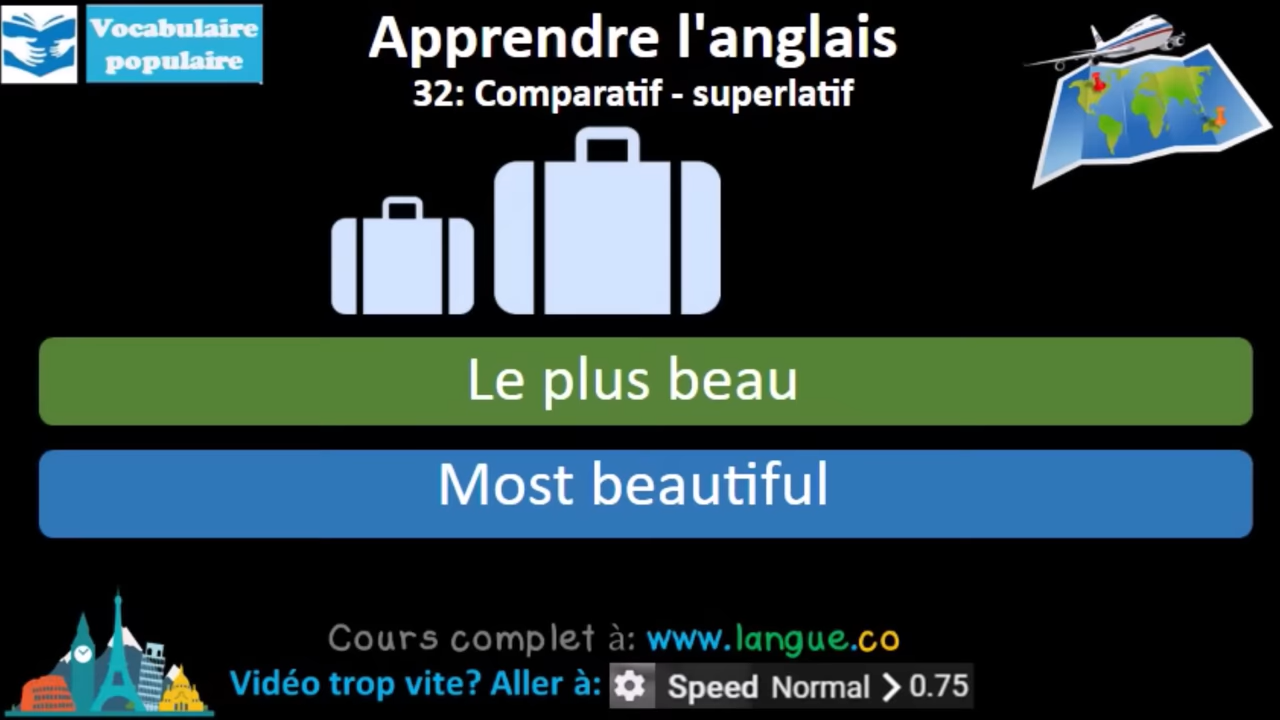 Vocabulaire
populaire
Apprendre l'anglais
32: Comparatif - superlatif
Le plus beau
Most beautiful
Cours complet à: www.langue.co
Vidéo trop vite? Aller à: Speed Normal > 0.75